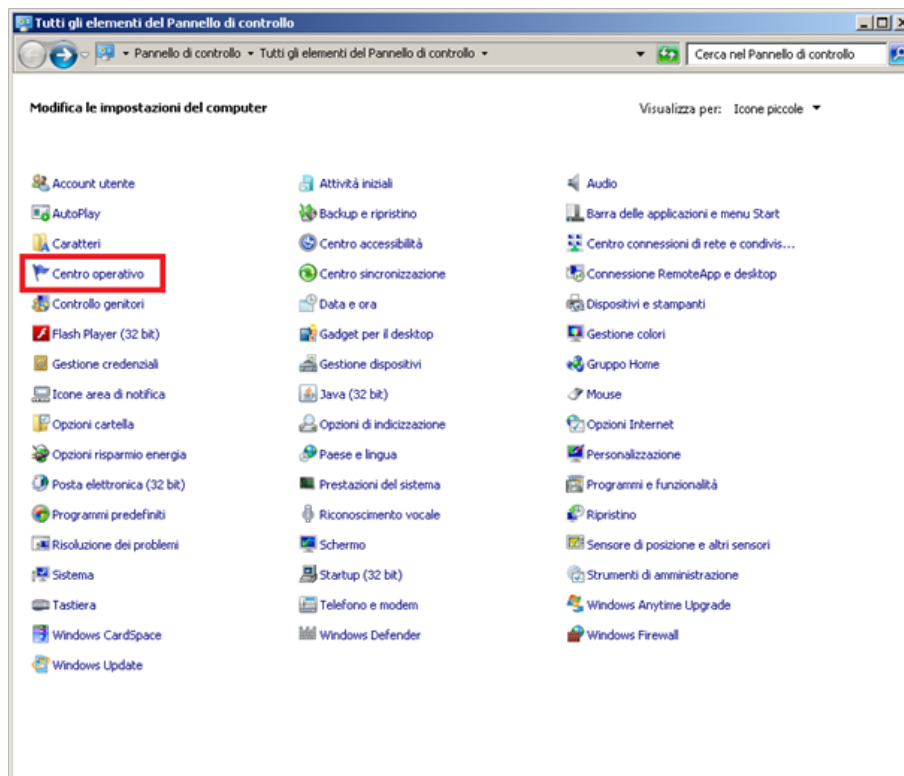 Tutti gli elementi del Pannello di controllo
Pannello di controllo Tutti gli elementi del Pannello di controllo Cerca nel Pannello di controllo
Modifica le impostazioni del computer Visualizza per: Icone piccole
Account utente Attività iniziali Audio
AutoPlay Backup e ripristino Barra delle applicazioni e menu Start
Caratteri Centro accessibilità Centro connessioni di rete e condivis...
Centro operativo Centro sincronizzazione Connessione RemoteApp e desktop
Controllo genitori Data e ora Dispositivi e stampanti
Flash Player (32 bit) Gadget per il desktop Gestione colori
Gestione credenziali Gestione dispositivi Gruppo Home
Icone area di notifica Java (32 bit) Mouse
Opzioni cartella Opzioni di indicizzazione Opzioni Internet
Opzioni risparmio energia Paese e lingua Personalizzazione
Posta elettronica (32 bit) Prestazioni del sistema Programmi e funzionalità
Programmi predefiniti Riconoscimento vocale Ripristino
Risoluzione dei problemi Schermo Sensore di posizione e altri sensori
Sistema Startup (32 bit) Strumenti di amministrazione
Tastiera Telefono e modem Windows Anytime Upgrade
Windows CardSpace Windows Defender Windows Firewall
Windows Update